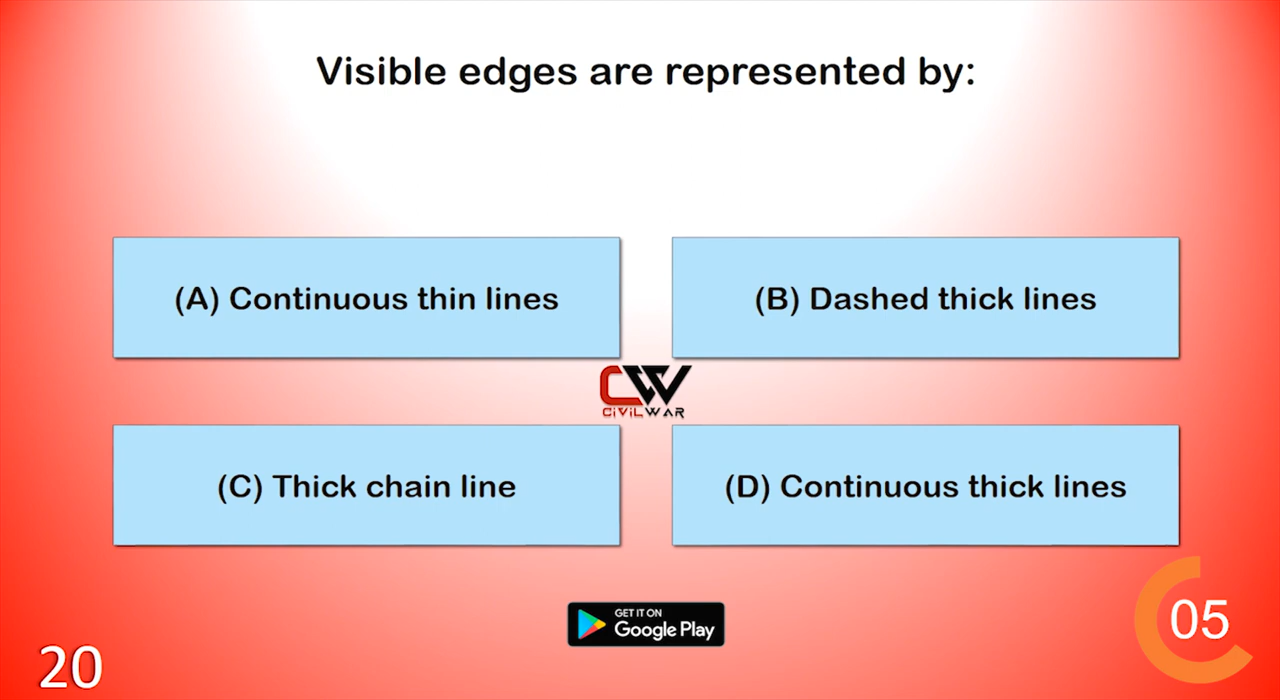 Visible edges are represented by:
(A) Continuous thin lines
(B) Dashed thick lines
CW
CiViLWAR
(C) Thick chain line
(D) Continuous thick lines
GET IT ON
Google Play
05
20